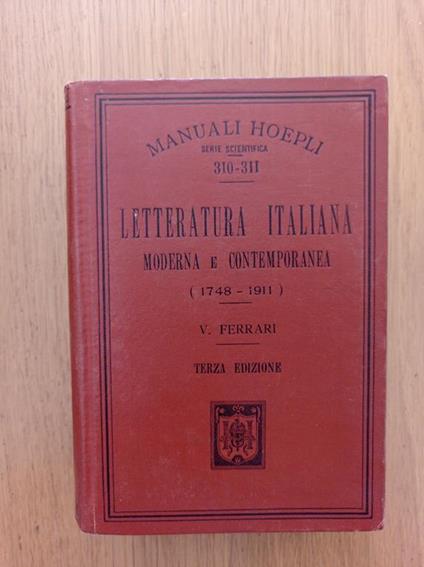 MANUALI HOEPLI
SERIE SCIENTIFICA
310-311
LETTERATURA ITALIANA
MODERNA E CONTEMPORANEA
( 1748 - 1911 )
V. FERRARI
TERZA EDIZIONE